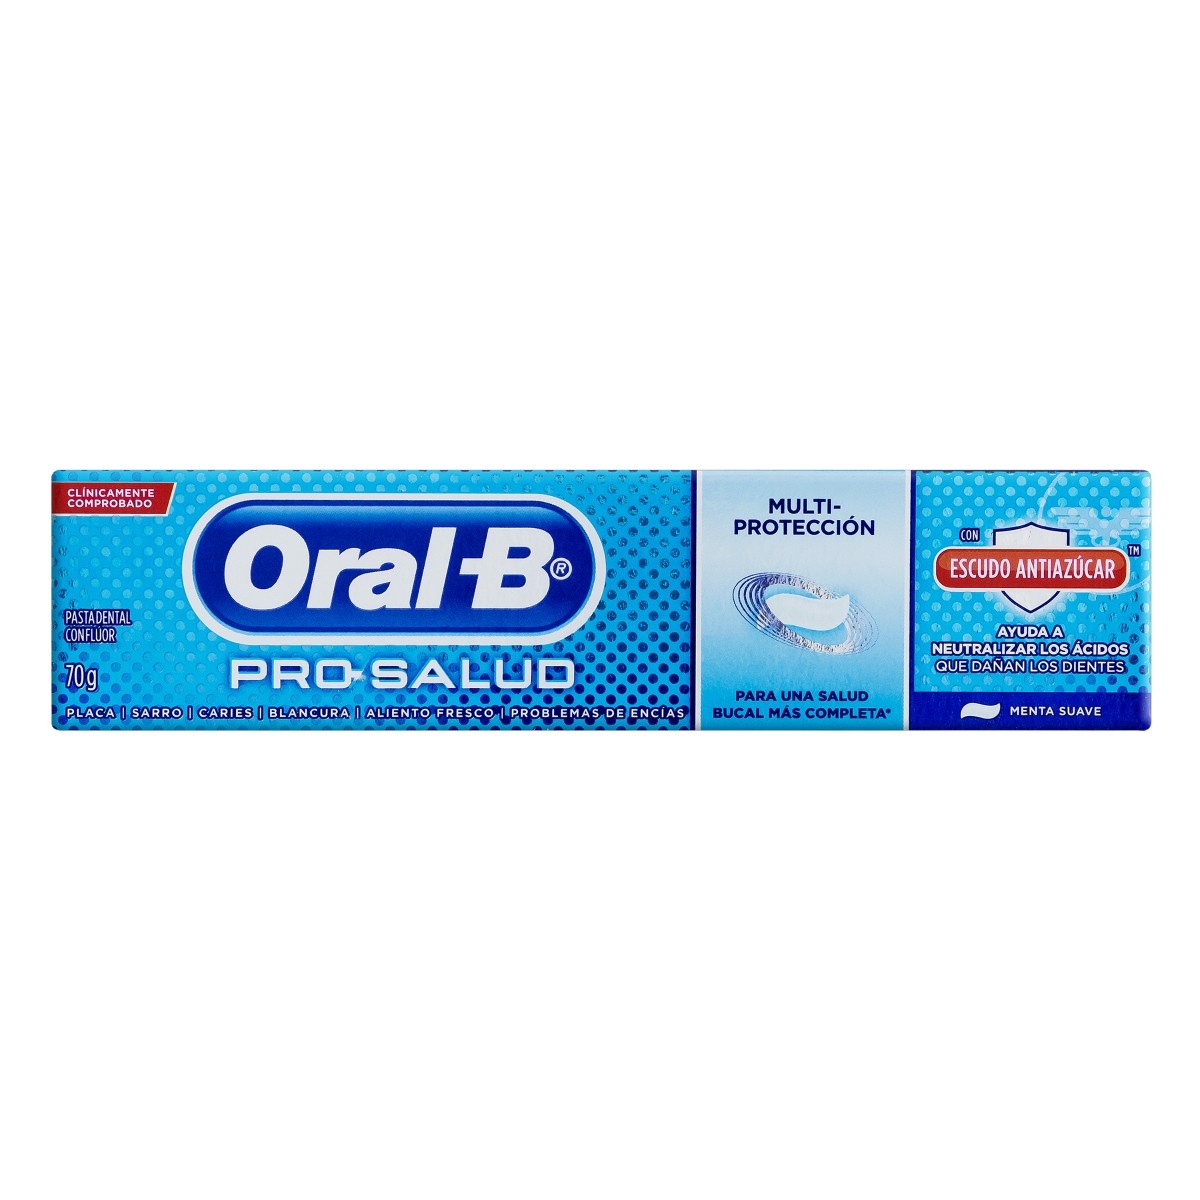 CLÍNICAMENTE
COMPROBADO
Oral-B®
PRO-SALUD
PASTA DENTAL
CON FLÚOR
70g
PLACA | SARRO | CARIES | BLANCURA | ALIENTO FRESCO | PROBLEMAS DE ENCÍAS
MULTI-
PROTECCIÓN
PARA UNA SALUD
BUCAL MÁS COMPLETA*
CON
ESCUDO ANTIAZÚCAR™
AYUDA A
NEUTRALIZAR LOS ÁCIDOS
QUE DAÑAN LOS DIENTES
MENTA SUAVE